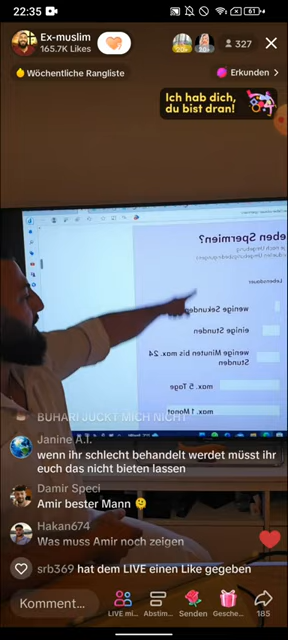 22:35
61
Ex-muslim
165.7K Likes
327
Wöchentliche Rangliste
Erkunden
Ich hab dich,
du bist dran!
eben Spermien?
Lebensdauer
wenige Sekunden
einige Stunden
wenige Minuten bis max. 24
Stunden
max. 5 Tage
max. 1 Monat
BUHARI JUCKT MICH NICHT
Janine A.I.
wenn ihr schlecht behandelt werdet müsst ihr
euch das nicht bieten lassen
Damir Speci
Amir bester Mann
Hakan674
Was muss Amir noch zeigen
srb369 hat dem LIVE einen Like gegeben
Komment...
LIVE mi...
Abstim...
Senden
Gesche...
185